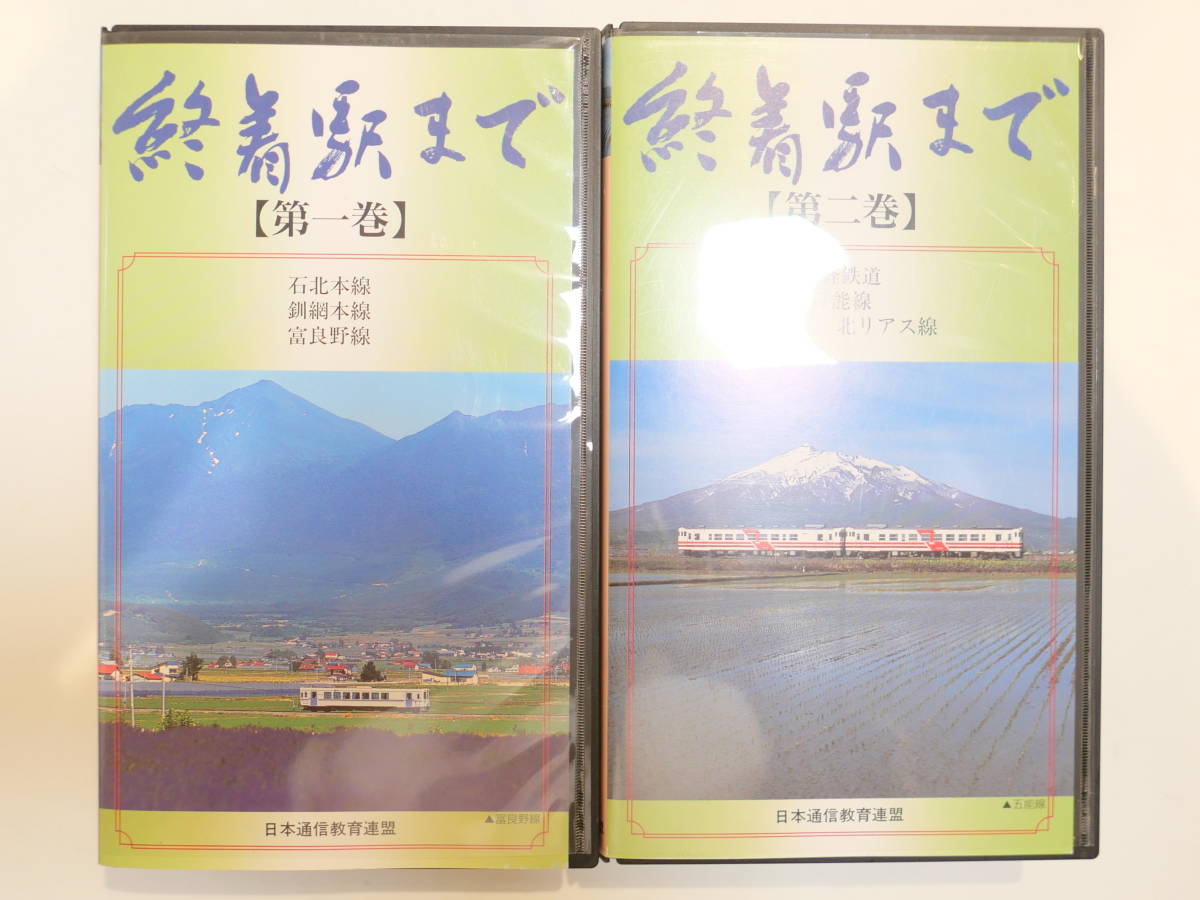 終着駅まで
【第一巻】
石北本線
釧網本線
富良野線
▲富良野線
日本通信教育連盟
終着駅まで
【第二巻】
鉄道
能線
北リアス線
▲五能線
日本通信教育連盟